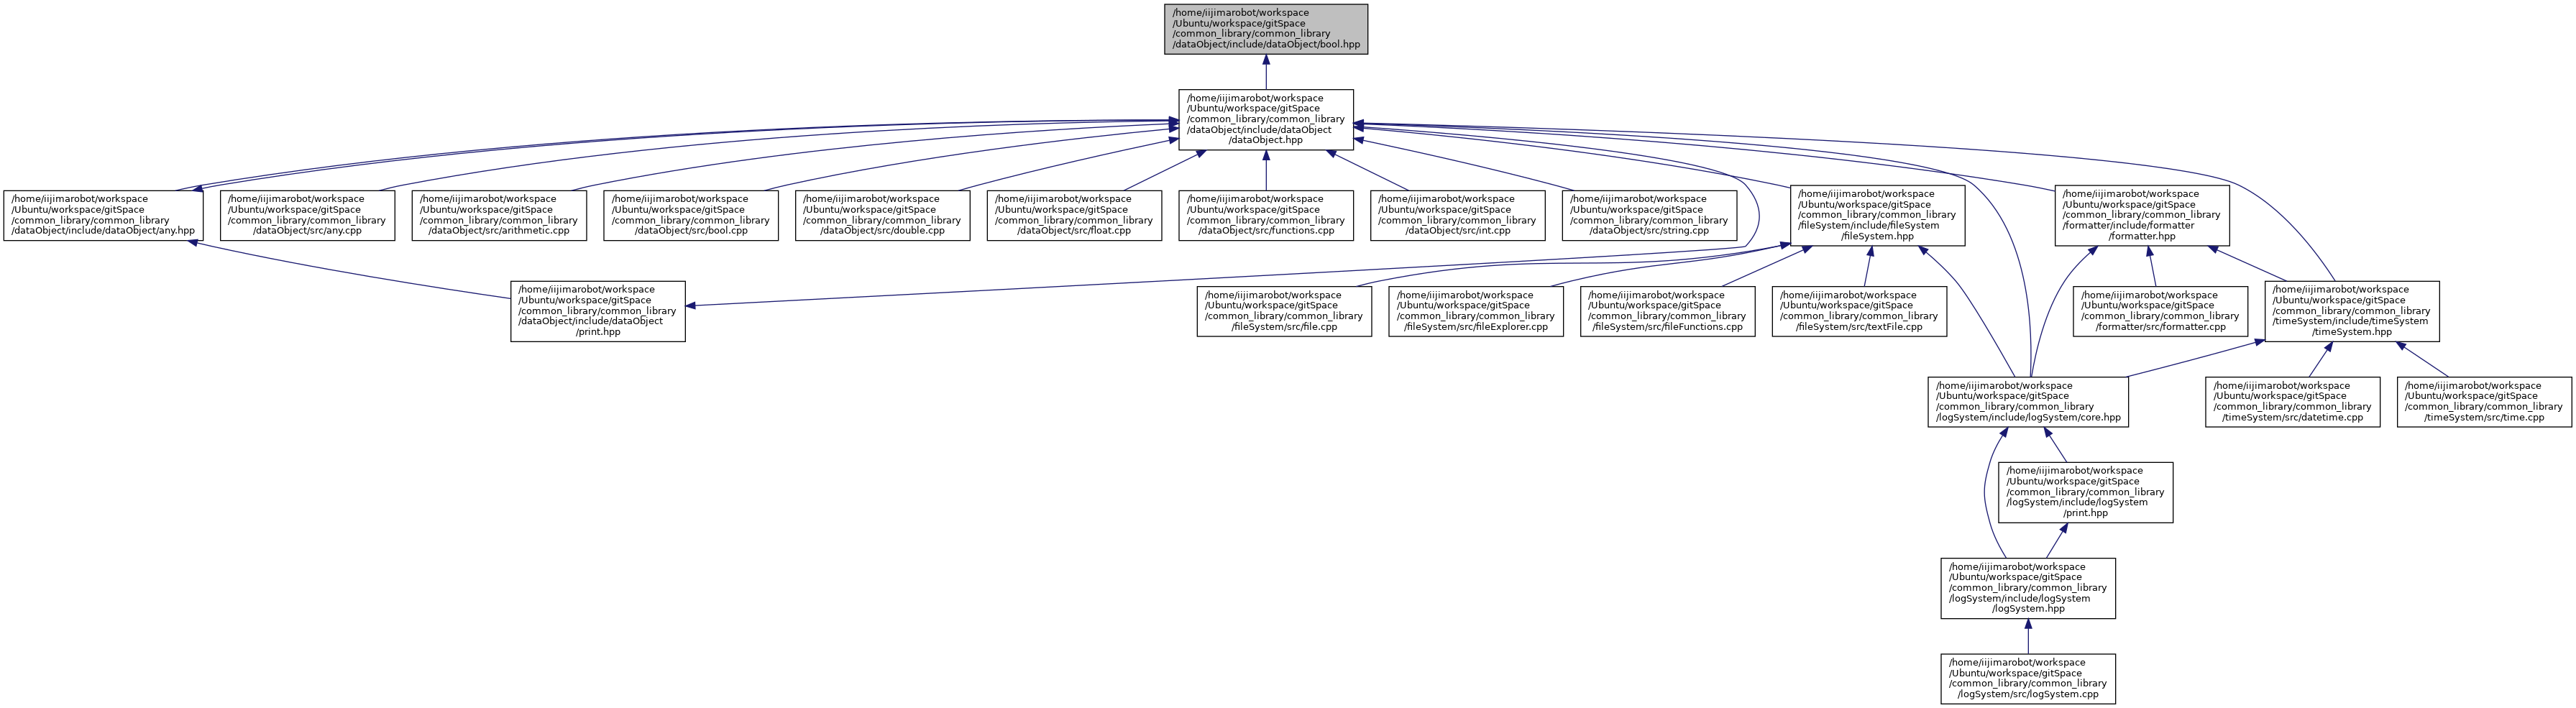 /home/iijimarobot/workspace
/Ubuntu/workspace/gitSpace
/common_library/common_library
/dataObject/include/dataObject/bool.hpp
/home/iijimarobot/workspace
/Ubuntu/workspace/gitSpace
/common_library/common_library
/dataObject/include/dataObject
/dataObject.hpp
/home/iijimarobot/workspace
/Ubuntu/workspace/gitSpace
/common_library/common_library
/dataObject/include/dataObject/any.hpp
/home/iijimarobot/workspace
/Ubuntu/workspace/gitSpace
/common_library/common_library
/dataObject/src/any.cpp
/home/iijimarobot/workspace
/Ubuntu/workspace/gitSpace
/common_library/common_library
/dataObject/src/arithmetic.cpp
/home/iijimarobot/workspace
/Ubuntu/workspace/gitSpace
/common_library/common_library
/dataObject/src/bool.cpp
/home/iijimarobot/workspace
/Ubuntu/workspace/gitSpace
/common_library/common_library
/dataObject/src/double.cpp
/home/iijimarobot/workspace
/Ubuntu/workspace/gitSpace
/common_library/common_library
/dataObject/src/float.cpp
/home/iijimarobot/workspace
/Ubuntu/workspace/gitSpace
/common_library/common_library
/dataObject/src/functions.cpp
/home/iijimarobot/workspace
/Ubuntu/workspace/gitSpace
/common_library/common_library
/dataObject/src/int.cpp
/home/iijimarobot/workspace
/Ubuntu/workspace/gitSpace
/common_library/common_library
/dataObject/src/string.cpp
/home/iijimarobot/workspace
/Ubuntu/workspace/gitSpace
/common_library/common_library
/fileSystem/include/fileSystem
/fileSystem.hpp
/home/iijimarobot/workspace
/Ubuntu/workspace/gitSpace
/common_library/common_library
/formatter/include/formatter
/formatter.hpp
/home/iijimarobot/workspace
/Ubuntu/workspace/gitSpace
/common_library/common_library
/dataObject/include/dataObject
/print.hpp
/home/iijimarobot/workspace
/Ubuntu/workspace/gitSpace
/common_library/common_library
/fileSystem/src/file.cpp
/home/iijimarobot/workspace
/Ubuntu/workspace/gitSpace
/common_library/common_library
/fileSystem/src/fileExplorer.cpp
/home/iijimarobot/workspace
/Ubuntu/workspace/gitSpace
/common_library/common_library
/fileSystem/src/fileFunctions.cpp
/home/iijimarobot/workspace
/Ubuntu/workspace/gitSpace
/common_library/common_library
/fileSystem/src/textFile.cpp
/home/iijimarobot/workspace
/Ubuntu/workspace/gitSpace
/common_library/common_library
/formatter/src/formatter.cpp
/home/iijimarobot/workspace
/Ubuntu/workspace/gitSpace
/common_library/common_library
/timeSystem/include/timeSystem
/timeSystem.hpp
/home/iijimarobot/workspace
/Ubuntu/workspace/gitSpace
/common_library/common_library
/logSystem/include/logSystem/core.hpp
/home/iijimarobot/workspace
/Ubuntu/workspace/gitSpace
/common_library/common_library
/timeSystem/src/datetime.cpp
/home/iijimarobot/workspace
/Ubuntu/workspace/gitSpace
/common_library/common_library
/timeSystem/src/time.cpp
/home/iijimarobot/workspace
/Ubuntu/workspace/gitSpace
/common_library/common_library
/logSystem/include/logSystem
/print.hpp
/home/iijimarobot/workspace
/Ubuntu/workspace/gitSpace
/common_library/common_library
/logSystem/include/logSystem
/logSystem.hpp
/home/iijimarobot/workspace
/Ubuntu/workspace/gitSpace
/common_library/common_library
/logSystem/src/logSystem.cpp